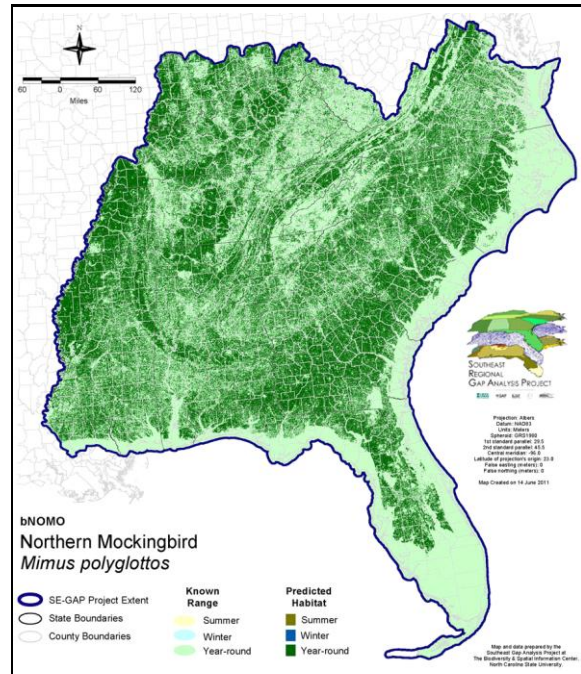 N
60 0 60 120
Miles
SOUTHEAST
REGIONAL
GAP ANALYSIS PROJECT
Projection: Albers
Datum: NAD83
Units: Meters
Spheroid: GRS1980
1st standard parallel: 29.5
2nd standard parallel: 45.5
Central meridian: -96.0
Latitude of projection's origin: 23.0
False easting (meters): 0
False northing (meters): 0
Map Created on 14 June 2011
bNOMO
Northern Mockingbird
Mimus polyglottos
SE-GAP Project Extent
State Boundaries
County Boundaries
Known
Range
Summer
Winter
Year-round
Predicted
Habitat
Summer
Winter
Year-round
Map and data prepared by the
Southeast Gap Analysis Project at
The Biodiversity & Spatial Information Center,
North Carolina State University.